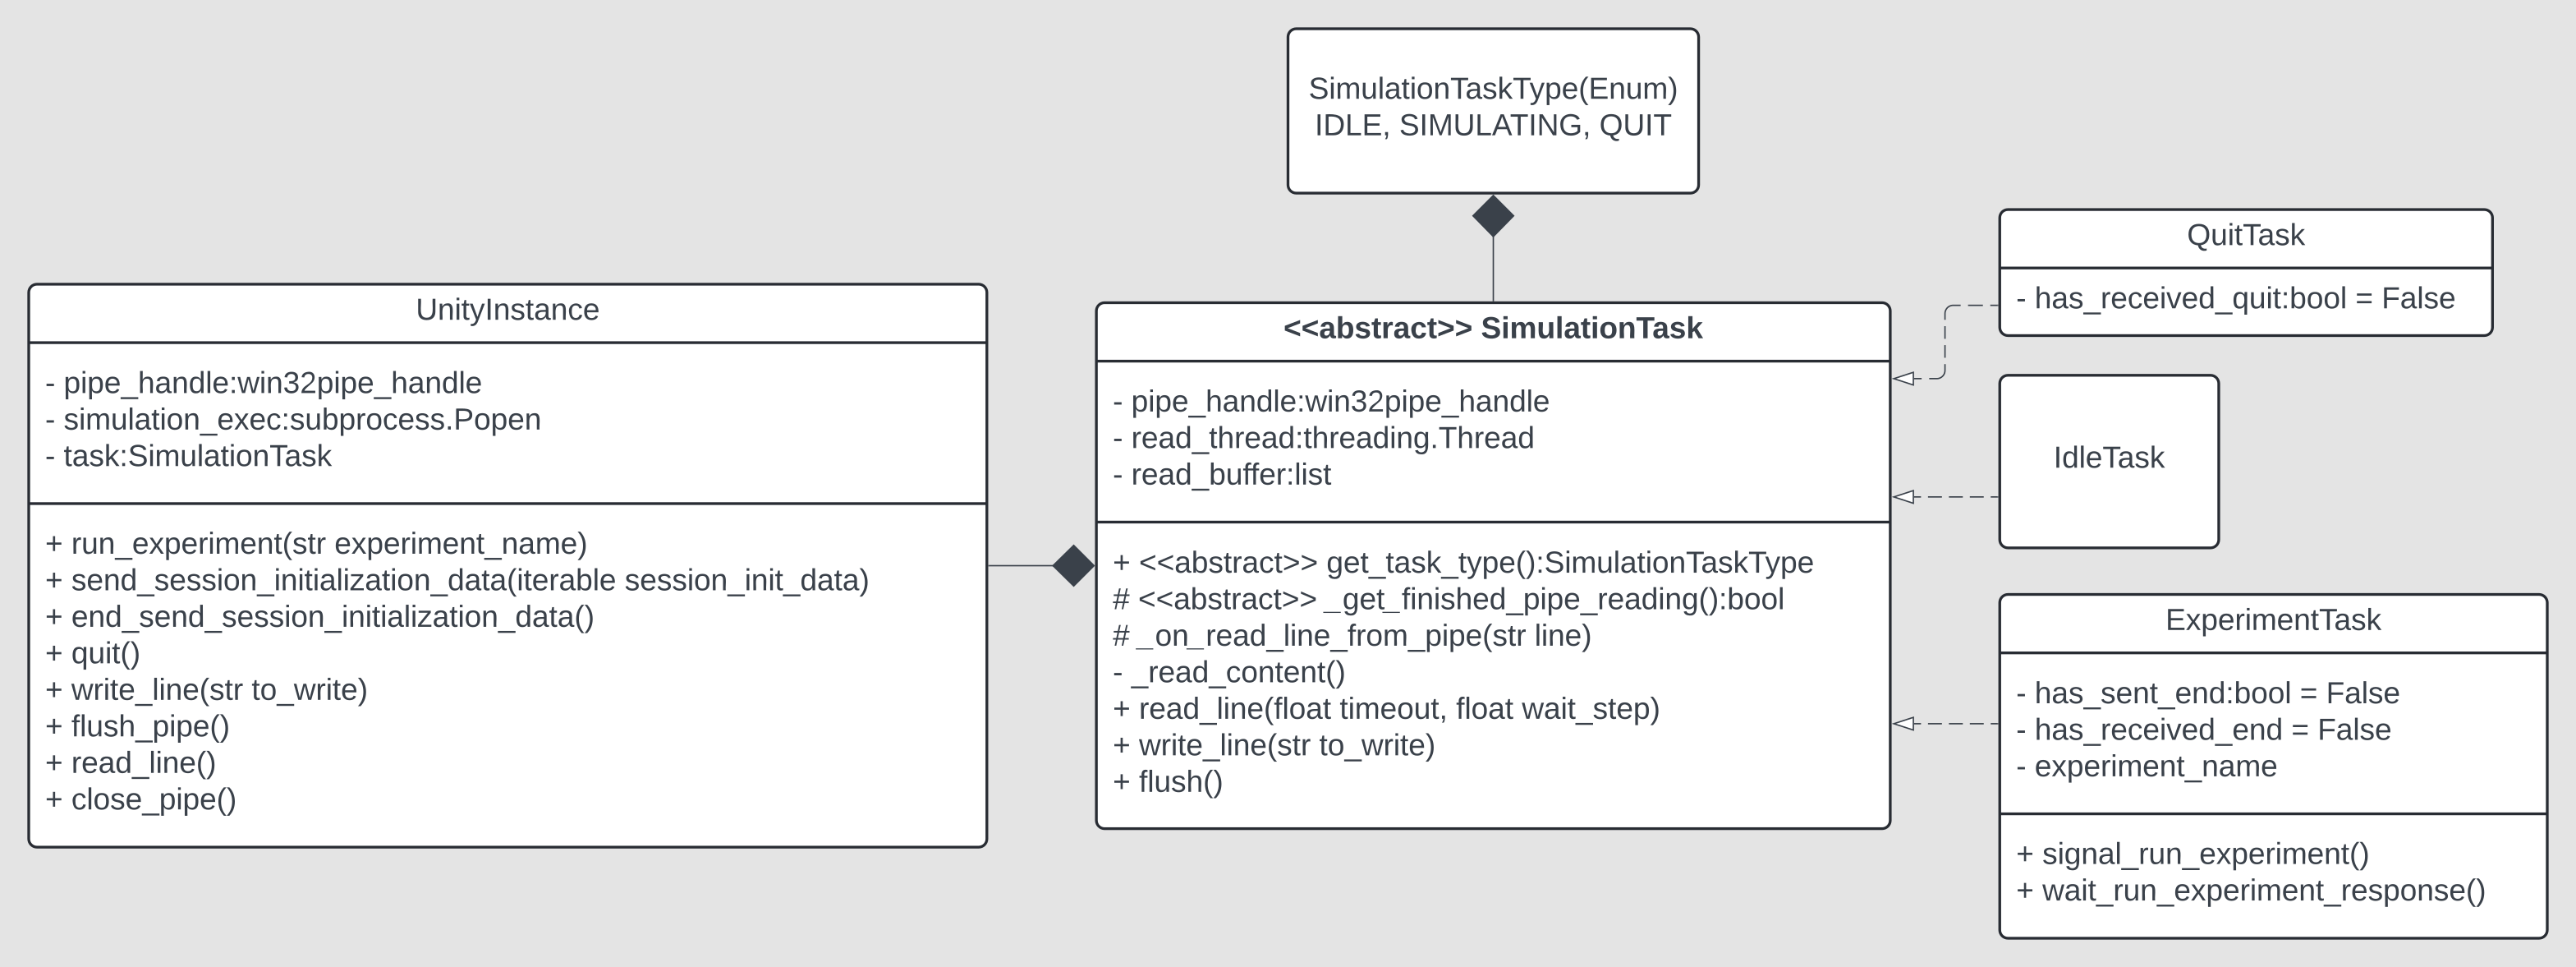 SimulationTaskType(Enum)
IDLE, SIMULATING, QUIT
UnityInstance
- pipe_handle:win32pipe_handle
- simulation_exec:subprocess.Popen
- task:SimulationTask
+ run_experiment(str experiment_name)
+ send_session_initialization_data(iterable session_init_data)
+ end_send_session_initialization_data()
+ quit()
+ write_line(str to_write)
+ flush_pipe()
+ read_line()
+ close_pipe()
<<abstract>> SimulationTask
- pipe_handle:win32pipe_handle
- read_thread:threading.Thread
- read_buffer:list
+ <<abstract>> get_task_type():SimulationTaskType
# <<abstract>> _get_finished_pipe_reading():bool
# _on_read_line_from_pipe(str line)
- _read_content()
+ read_line(float timeout, float wait_step)
+ write_line(str to_write)
+ flush()
QuitTask
- has_received_quit:bool = False
IdleTask
ExperimentTask
- has_sent_end:bool = False
- has_received_end = False
- experiment_name
+ signal_run_experiment()
+ wait_run_experiment_response()